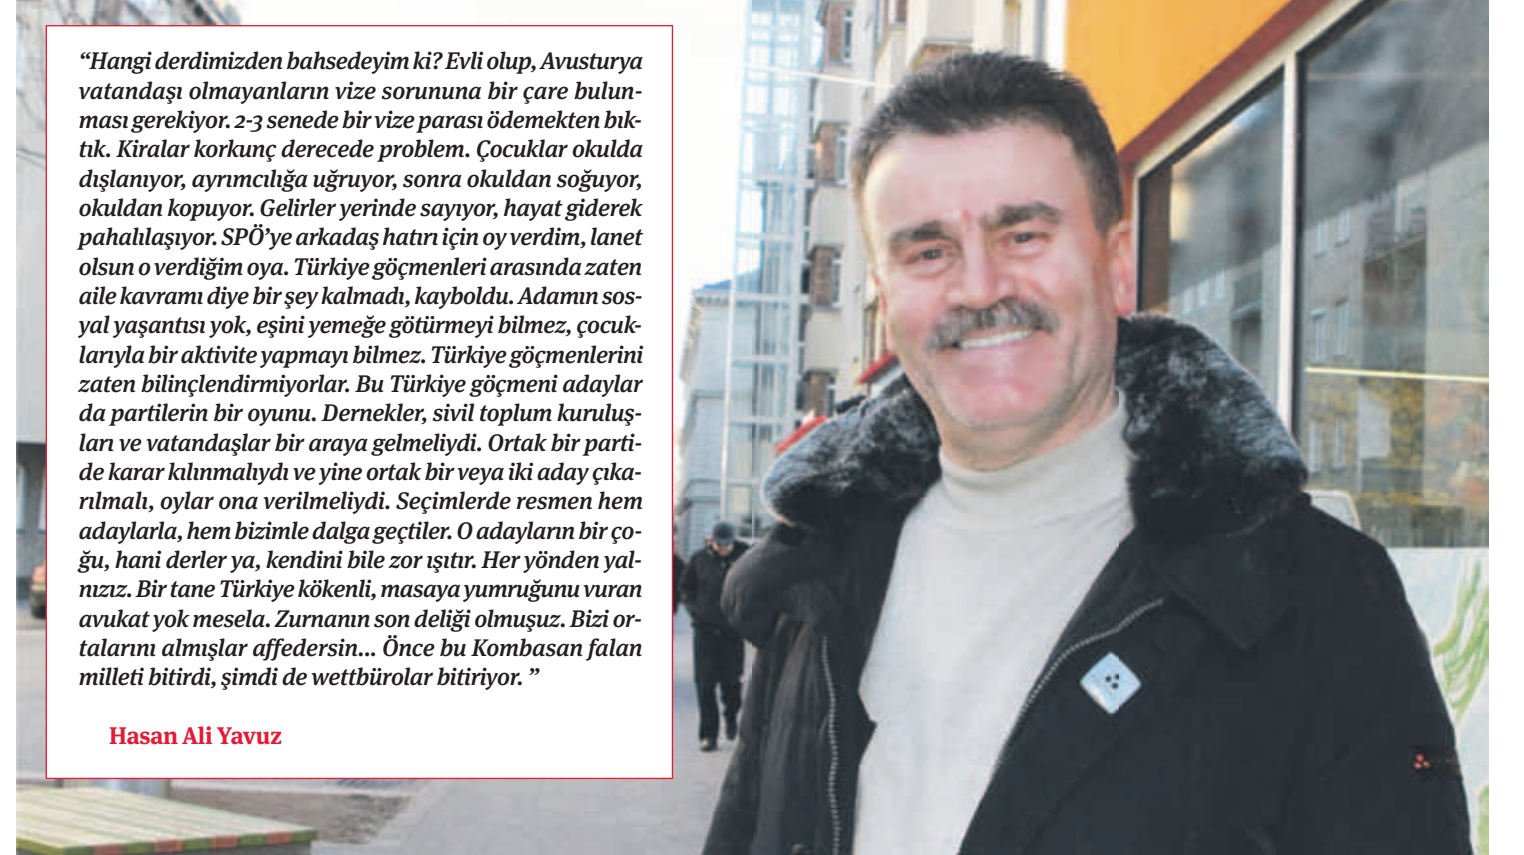 “Hangi derdimizden bahsedeyim ki? Evli olup, Avusturya
vatandaşı olmayanların vize sorununa bir çare bulun-
ması gerekiyor. 2-3 senede bir vize parası ödemekten bık-
tık. Kiralar korkunç derecede problem. Çocuklar okulda
dışlanıyor, ayrımcılığa uğruyor, sonra okuldan soğuyor,
okuldan kopuyor. Gelirler yerinde sayıyor, hayat giderek
pahalılaşıyor. SPÖ’ye arkadaş hatırı için oy verdim, lanet
olsun o verdiğim oya. Türkiye göçmenleri arasında zaten
aile kavramı diye bir şey kalmadı, kayboldu. Adamın sos-
yal yaşantısı yok, eşini yemeğe götürmeyi bilmez, çocuk-
larıyla bir aktivite yapmayı bilmez. Türkiye göçmenlerini
zaten bilinçlendirmiyorlar. Bu Türkiye göçmeni adaylar
da partilerin bir oyunu. Dernekler, sivil toplum kuruluş-
ları ve vatandaşlar bir araya gelmeliydi. Ortak bir parti-
de karar kılınmalıydı ve yine ortak bir veya iki aday çıka-
rılmalı, oylar ona verilmeliydi. Seçimlerde resmen hem
adaylarla, hem bizimle dalga geçtiler. O adayların bir ço-
ğu, hani derler ya, kendini bile zor ışıtır. Her yönden yal-
nızız. Bir tane Türkiye kökenli, masaya yumruğunu vuran
avukat yok mesela. Zurnanın son deliği olmuşuz. Bizi or-
talarını almışlar affedersin... Önce bu Kombasan falan
milleti bitirdi, şimdi de wettbürolar bitiriyor. ”
Hasan Ali Yavuz